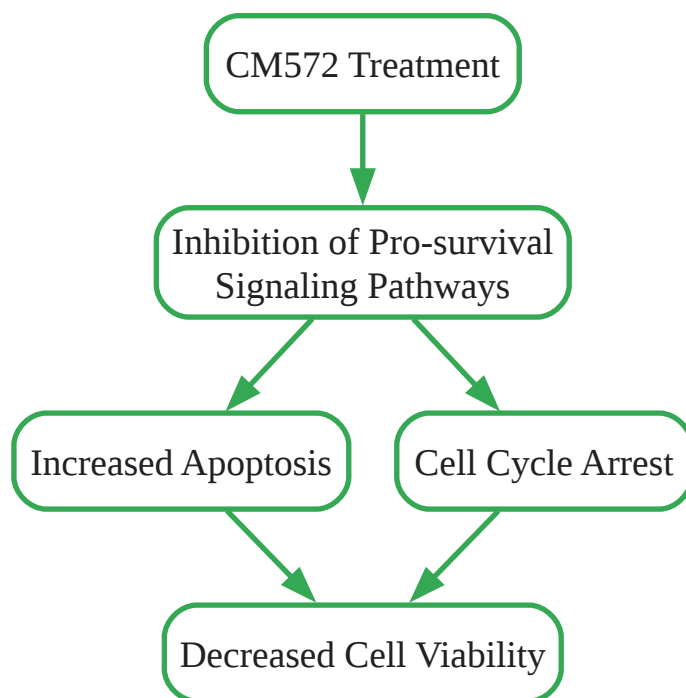 CM572 Treatment
Inhibition of Pro-survival
Signaling Pathways
Increased Apoptosis
Cell Cycle Arrest
Decreased Cell Viability